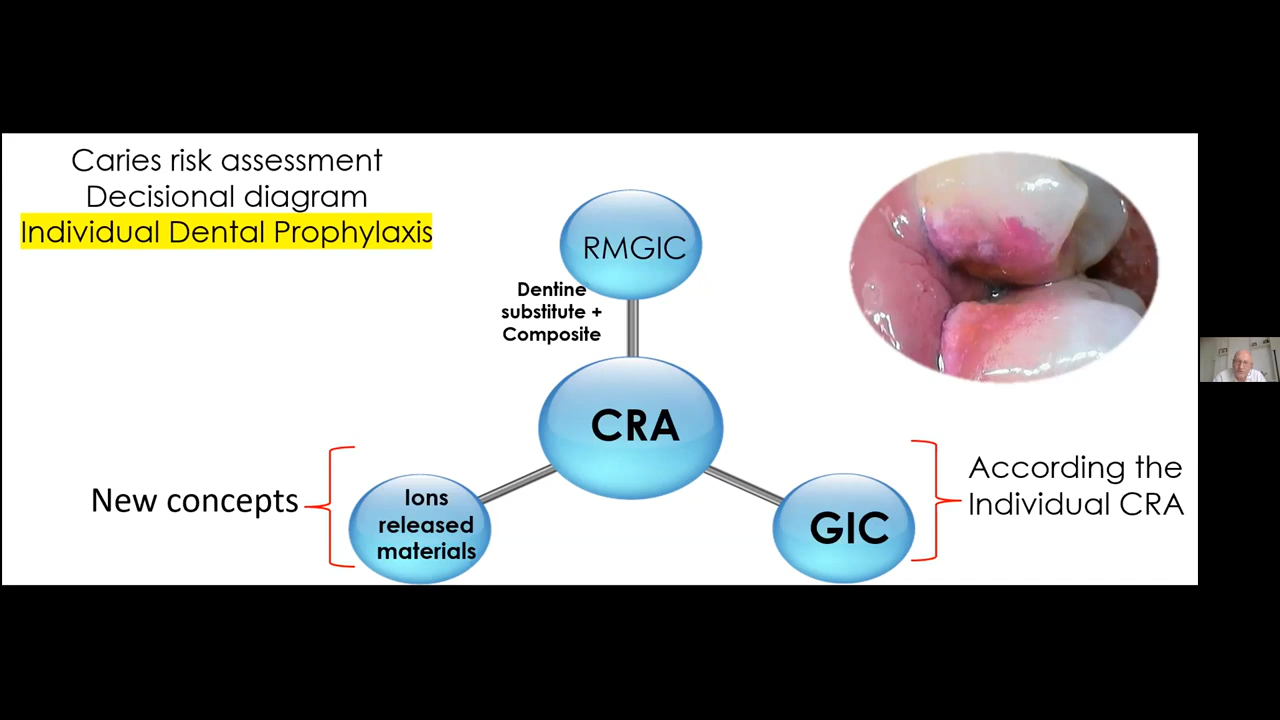 Caries risk assessment
Decisional diagram
Individual Dental Prophylaxis
RMGIC
Dentine
substitute +
Composite
CRA
New concepts
Ions
released
materials
GIC
According the
Individual CRA